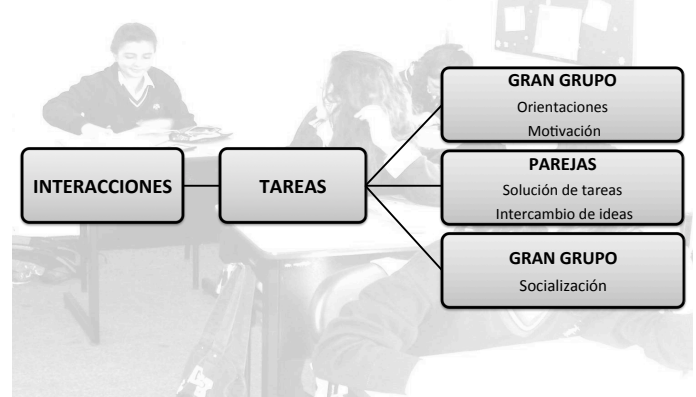 INTERACCIONES
TAREAS
GRAN GRUPO
Orientaciones
Motivación
PAREJAS
Solución de tareas
Intercambio de ideas
GRAN GRUPO
Socialización